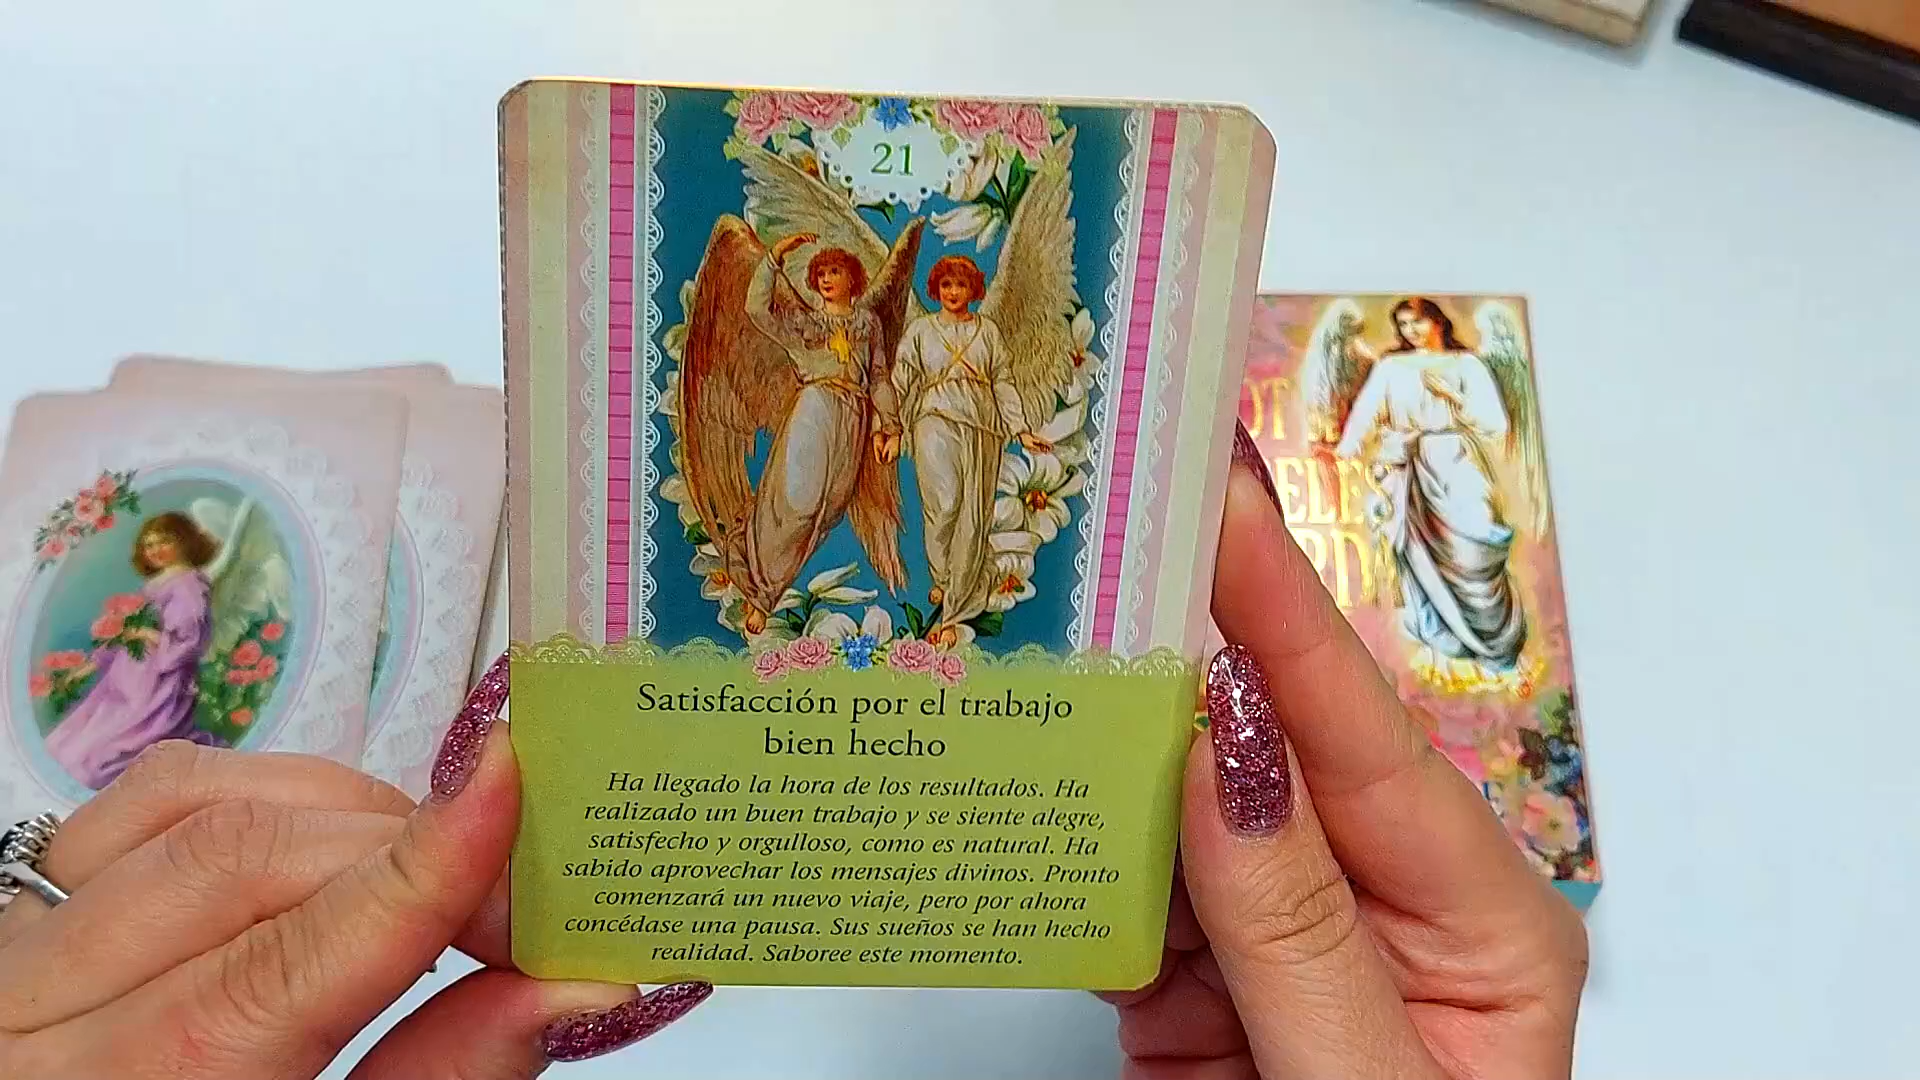 21
Satisfacción por el trabajo
bien hecho
Ha llegado la hora de los resultados. Ha
realizado un buen trabajo y se siente alegre,
satisfecho y orgulloso, como es natural. Ha
sabido aprovechar los mensajes divinos. Pronto
comenzará un nuevo viaje, pero por ahora
concédase una pausa. Sus sueños se han hecho
realidad. Saboree este momento.